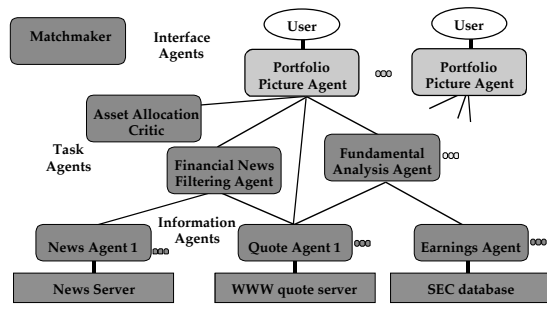 Matchmaker
Interface
Agents
User
User
Portfolio
Picture Agent
Portfolio
Picture Agent
Asset Allocation
Critic
Task
Agents
Financial News
Filtering Agent
Fundamental
Analysis Agent
Information
Agents
News Agent 1
Quote Agent 1
Earnings Agent
News Server
WWW quote server
SEC database